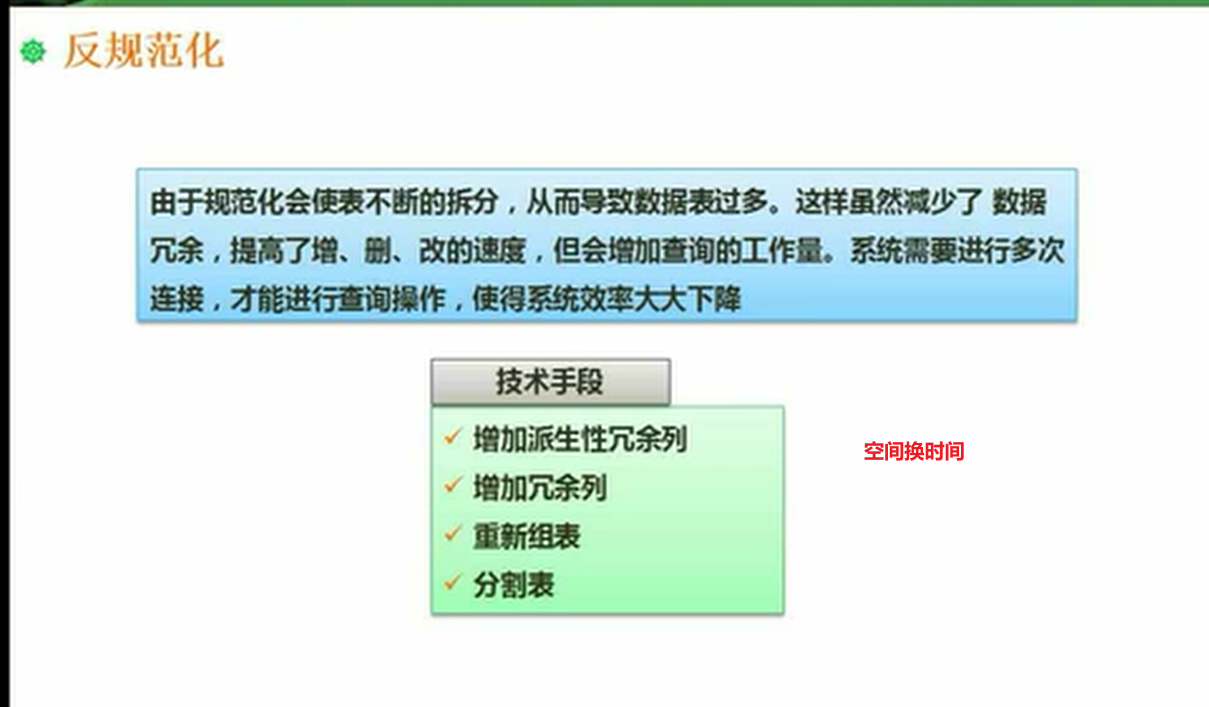 反规范化
由于规范化会使表不断的拆分，从而导致数据表过多。这样虽然减少了 数据
冗余，提高了增、删、改的速度，但会增加查询的工作量。系统需要进行多次
连接，才能进行查询操作，使得系统效率大大下降
技术手段
✓ 增加派生性冗余列
空间换时间
✓ 增加冗余列
✓ 重新组表
✓ 分割表